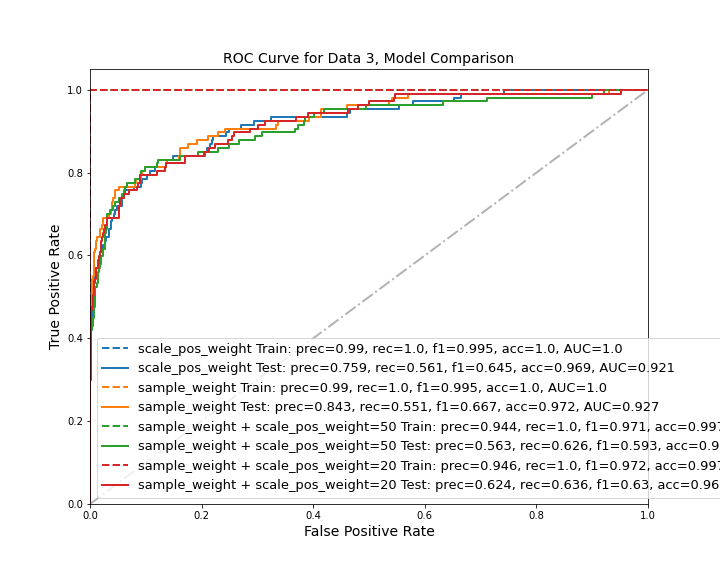 ROC Curve for Data 3, Model Comparison
True Positive Rate
1.0
0.8
0.6
0.4
0.2
0.0
scale_pos_weight Train: prec=0.99, rec=1.0, f1=0.995, acc=1.0, AUC=1.0
scale_pos_weight Test: prec=0.759, rec=0.561, f1=0.645, acc=0.969, AUC=0.921
sample_weight Train: prec=0.99, rec=1.0, f1=0.995, acc=1.0, AUC=1.0
sample_weight Test: prec=0.843, rec=0.551, f1=0.667, acc=0.972, AUC=0.927
sample_weight + scale_pos_weight=50 Train: prec=0.944, rec=1.0, f1=0.971, acc=0.997
sample_weight + scale_pos_weight=50 Test: prec=0.563, rec=0.626, f1=0.593, acc=0.9
sample_weight + scale_pos_weight=20 Train: prec=0.946, rec=1.0, f1=0.972, acc=0.997
sample_weight + scale_pos_weight=20 Test: prec=0.624, rec=0.636, f1=0.63, acc=0.96
0.0 0.2 0.4 0.6 0.8 1.0
False Positive Rate